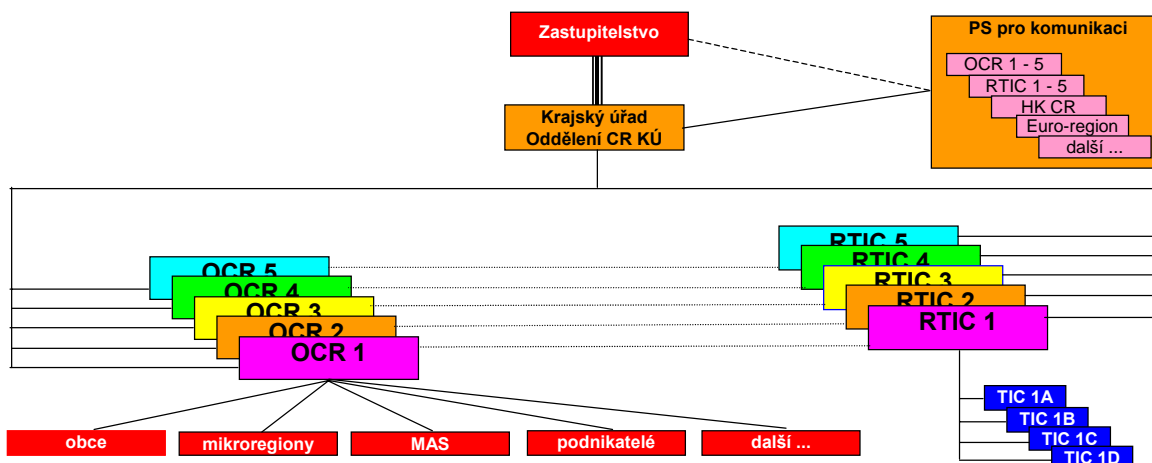 Zastupitelstvo
PS pro komunikaci
OCR 1 - 5
RTIC 1 - 5
HK CR
Euro-region
další ...
Krajský úřad
Oddělení CR KÚ
RTIC 5
RTIC 4
RTIC 3
RTIC 2
RTIC 1
OCR 5
OCR 4
OCR 3
OCR 2
OCR 1
TIC 1A
TIC 1B
TIC 1C
TIC 1D
obce
mikroregiony
MAS
podnikatelé
další ...